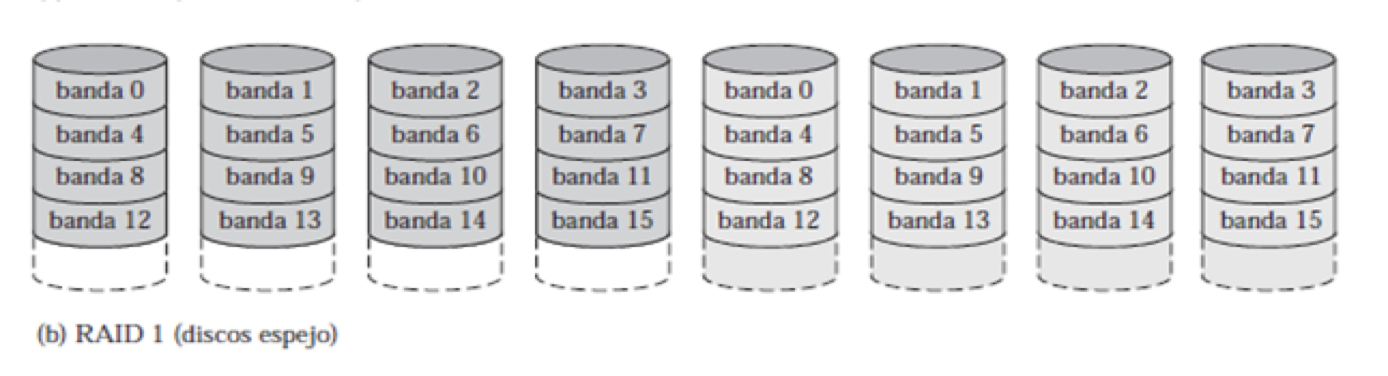 banda 0 banda 1 banda 2 banda 3 banda 0 banda 1 banda 2 banda 3
banda 4 banda 5 banda 6 banda 7 banda 4 banda 5 banda 6 banda 7
banda 8 banda 9 banda 10 banda 11 banda 8 banda 9 banda 10 banda 11
banda 12 banda 13 banda 14 banda 15 banda 12 banda 13 banda 14 banda 15
(b) RAID 1 (discos espejo)